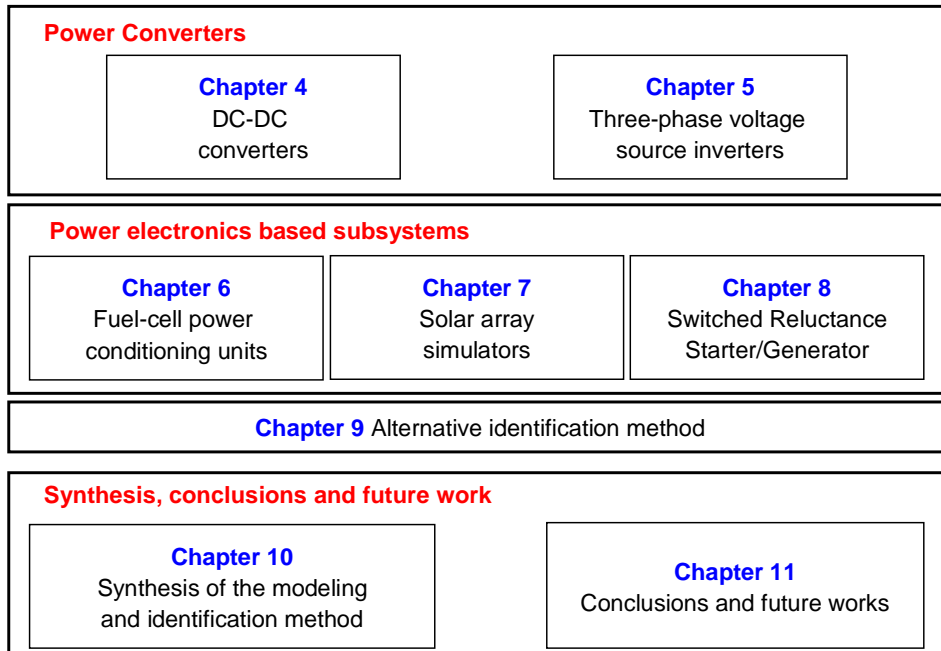 Power Converters
Chapter 4
DC-DC
converters
Chapter 5
Three-phase voltage
source inverters
Power electronics based subsystems
Chapter 6
Fuel-cell power
conditioning units
Chapter 7
Solar array
simulators
Chapter 8
Switched Reluctance
Starter/Generator
Chapter 9 Alternative identification method
Synthesis, conclusions and future work
Chapter 10
Synthesis of the modeling
and identification method
Chapter 11
Conclusions and future works